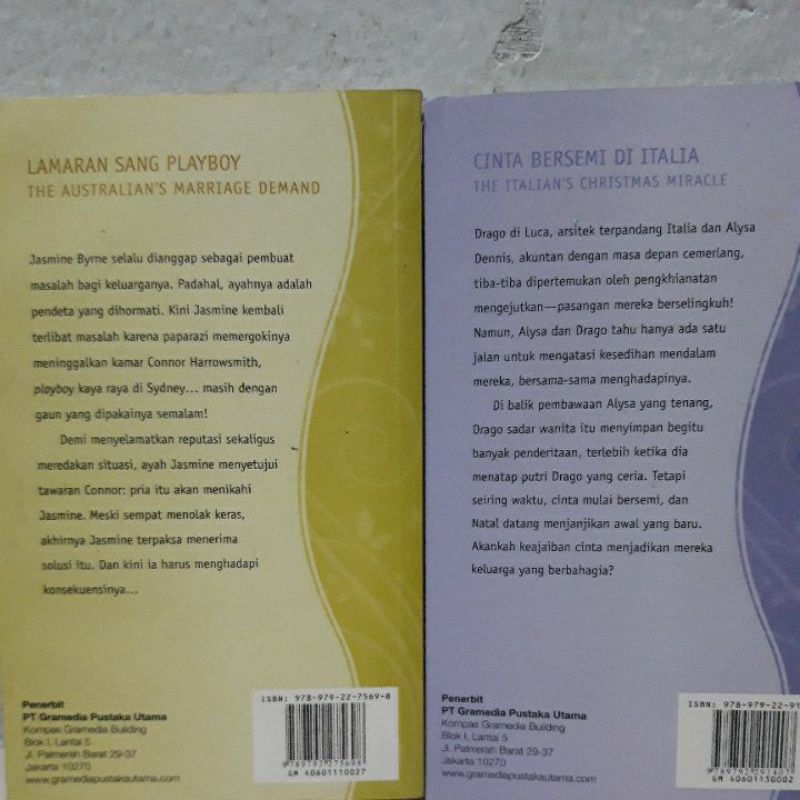 LAMARAN SANG PLAYBOY
THE AUSTRALIAN'S MARRIAGE DEMAND
Jasmine Byrne selalu dianggap sebagai pembuat
masalah bagi keluarganya. Padahal, ayahnya adalah
pendeta yang dihormati. Kini Jasmine kembali
terlibat masalah karena paparazi memergokinya
meninggalkan kamar Connor Harrowsmith,
playboy kaya raya di Sydney... masih dengan
gaun yang dipakainya semalam!
Demi menyelamatkan reputasi sekaligus
meredakan situasi, ayah Jasmine menyetujui
tawaran Connor: pria itu akan menikahi
Jasmine. Meski sempat menolak keras,
akhirnya Jasmine terpaksa menerima
solusi itu. Dan kini ia harus menghadapi
konsekuensinya...
Penerbit
PT Gramedia Pustaka Utama
Kompas Gramedia Building
Blok I, Lantai 5
Jl. Palmerah Barat 29-37
Jakarta 10270
www.gramediapustakautama.com
ISBN: 978-979-22-7569-8
9789792275698
GM 40601110027
CINTA BERSEMI DI ITALIA
THE ITALIAN'S CHRISTMAS MIRACLE
Drago di Luca, arsitek terpandang Italia dan Alysa
Dennis, akuntan dengan masa depan cemerlang,
tiba-tiba dipertemukan oleh pengkhianatan
mengejutkan—pasangan mereka berselingkuh!
Namun, Alysa dan Drago tahu hanya ada satu
jalan untuk mengatasi kesedihan mendalam
mereka, bersama-sama menghadapinya.
Di balik pembawaan Alysa yang tenang,
Drago sadar wanita itu menyimpan begitu
banyak penderitaan, terlebih ketika dia
menatap putri Drago yang ceria. Tetapi
seiring waktu, cinta mulai bersemi, dan
Natal datang menjanjikan awal yang baru.
Akankah keajaiban cinta menjadikan mereka
keluarga yang berbahagia?
Penerbit
PT Gramedia Pustaka Utama
Kompas Gramedia Building
Blok I, Lantai 5
Jl. Palmerah Barat 29-37
Jakarta 10270
www.gramediapustakautama.com
ISBN: 978-979-22-91
GM 40601130002